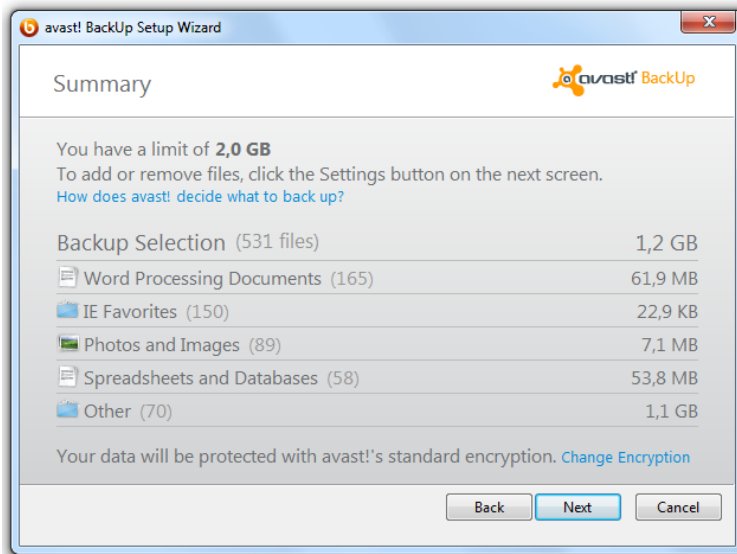 avast! BackUp Setup Wizard
Summary
avast! BackUp
You have a limit of 2,0 GB
To add or remove files, click the Settings button on the next screen.
How does avast! decide what to back up?
Backup Selection (531 files) 1,2 GB
Word Processing Documents (165) 61,9 MB
IE Favorites (150) 22,9 KB
Photos and Images (89) 7,1 MB
Spreadsheets and Databases (58) 53,8 MB
Other (70) 1,1 GB
Your data will be protected with avast!'s standard encryption. Change Encryption
Back Next Cancel